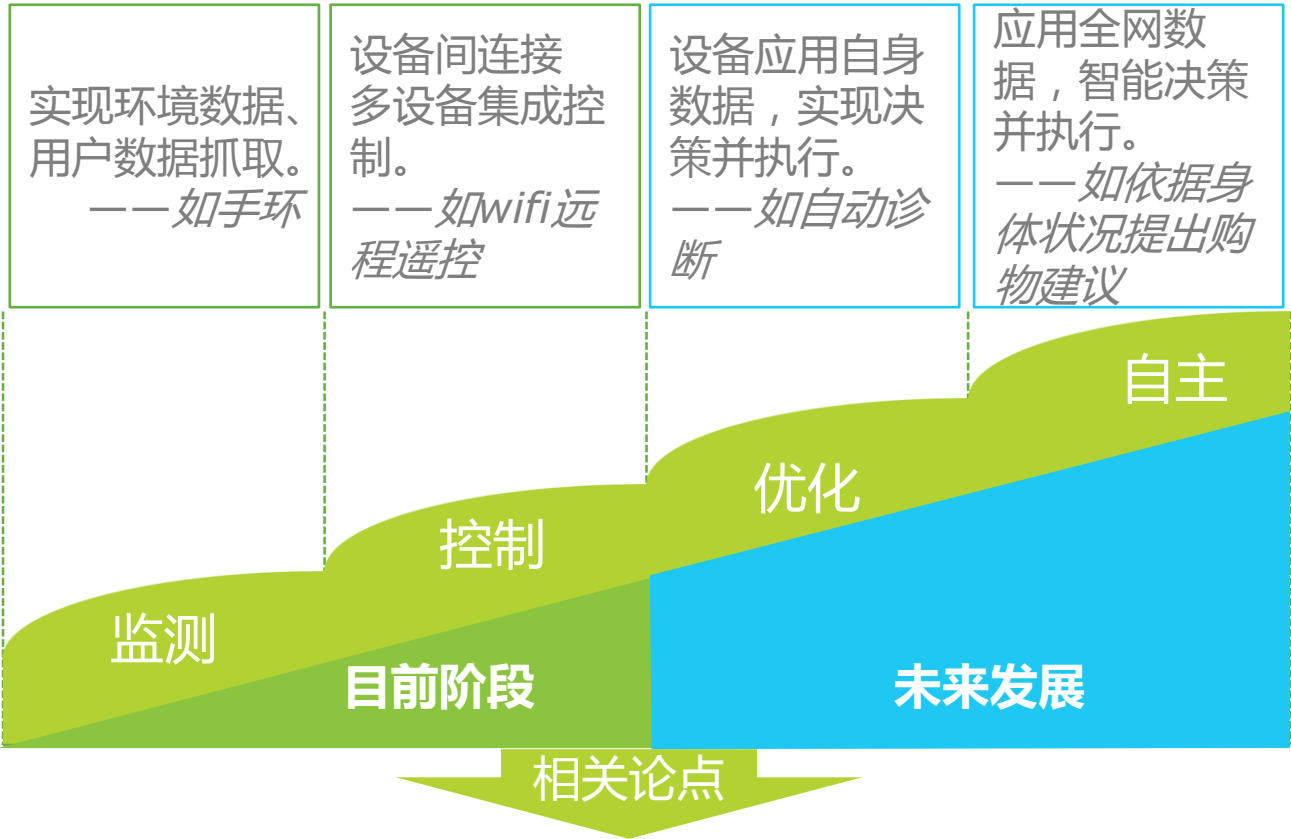 实现环境数据、
用户数据抓取。
——如手环
设备间连接
多设备集成控
制。
——如wifi远
程遥控
设备应用自身
数据，实现决
策并执行。
——如自动诊
断
应用全网数
据，智能决策
并执行。
——如依据身
体状况提出购
物建议
监测
控制
优化
自主
目前阶段
未来发展
相关论点